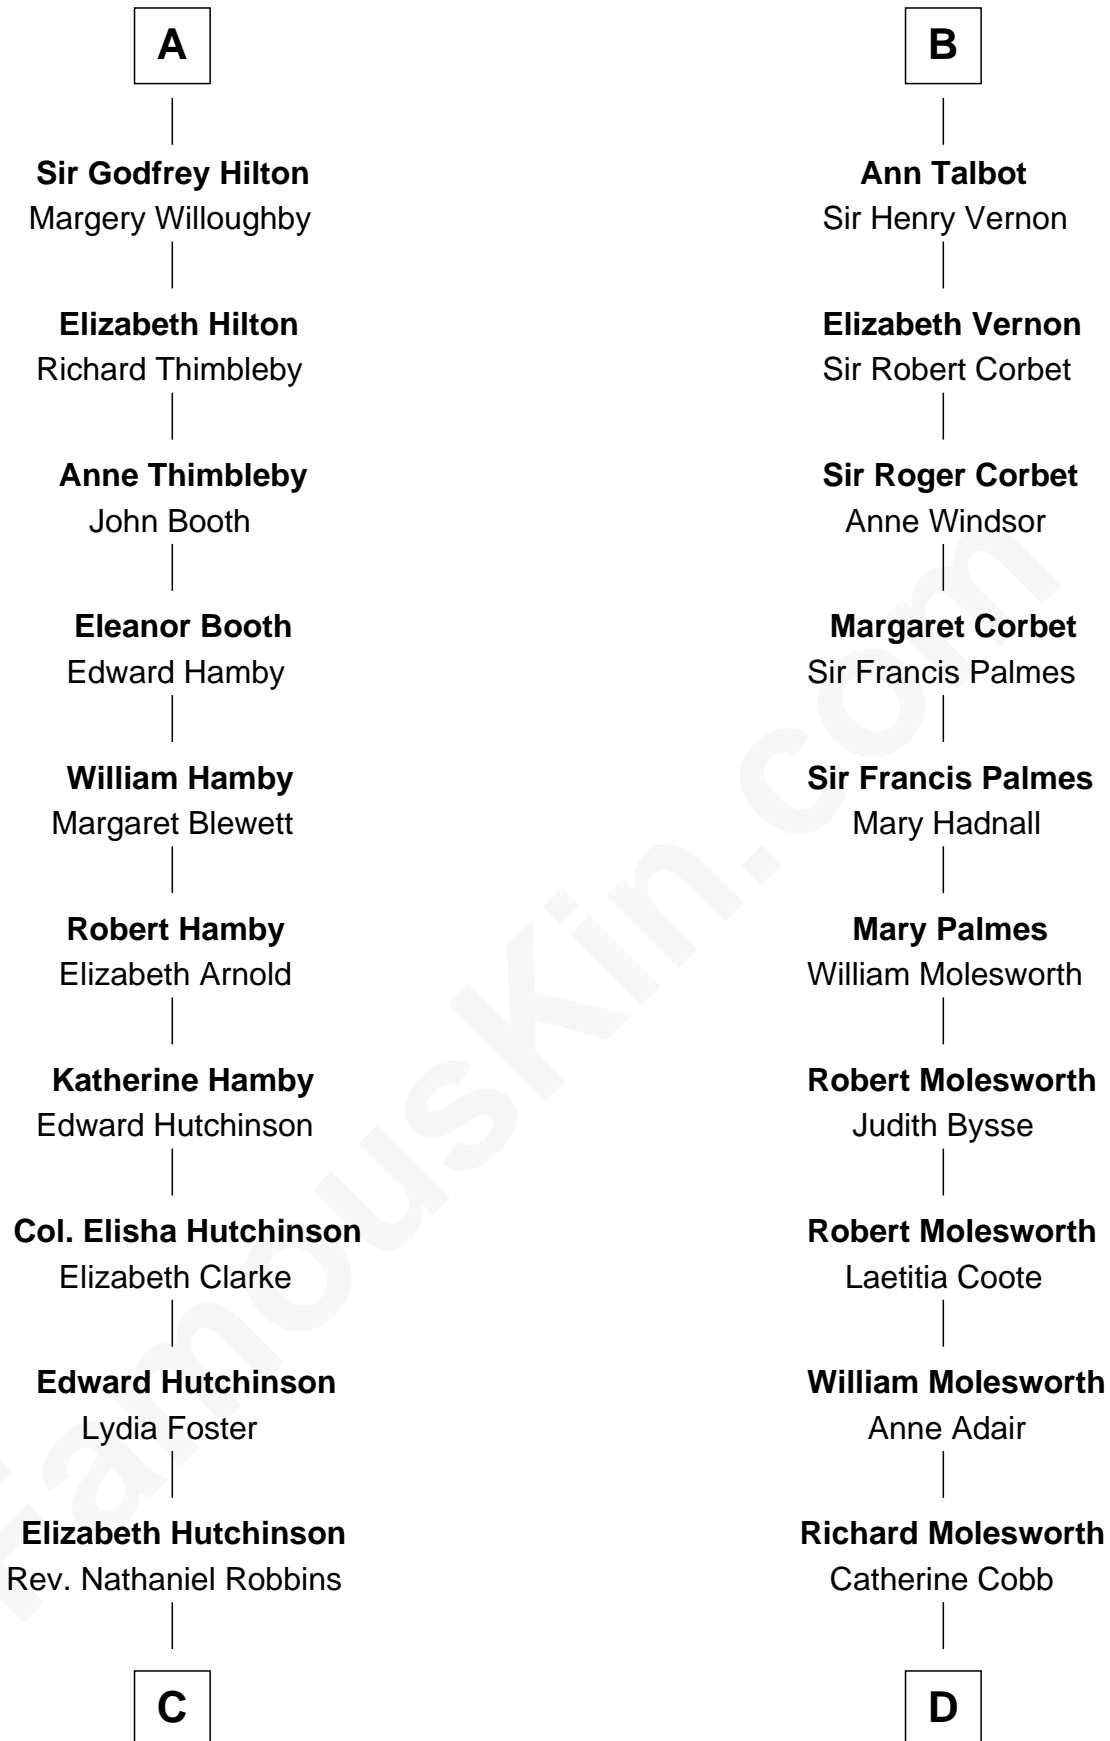 A
Sir Godfrey Hilton
Margery Willoughby
Elizabeth Hilton
Richard Thimbleby
Anne Thimbleby
John Booth
Eleanor Booth
Edward Hamby
William Hamby
Margaret Blewett
Robert Hamby
Elizabeth Arnold
Katherine Hamby
Edward Hutchinson
Col. Elisha Hutchinson
Elizabeth Clarke
Edward Hutchinson
Lydia Foster
Elizabeth Hutchinson
Rev. Nathaniel Robbins
C
B
Ann Talbot
Sir Henry Vernon
Elizabeth Vernon
Sir Robert Corbet
Sir Roger Corbet
Anne Windsor
Margaret Corbet
Sir Francis Palmes
Sir Francis Palmes
Mary Hadnall
Mary Palmes
William Molesworth
Robert Molesworth
Judith Bysse
Robert Molesworth
Laetitia Coote
William Molesworth
Anne Adair
Richard Molesworth
Catherine Cobb
D
FamousKin.com